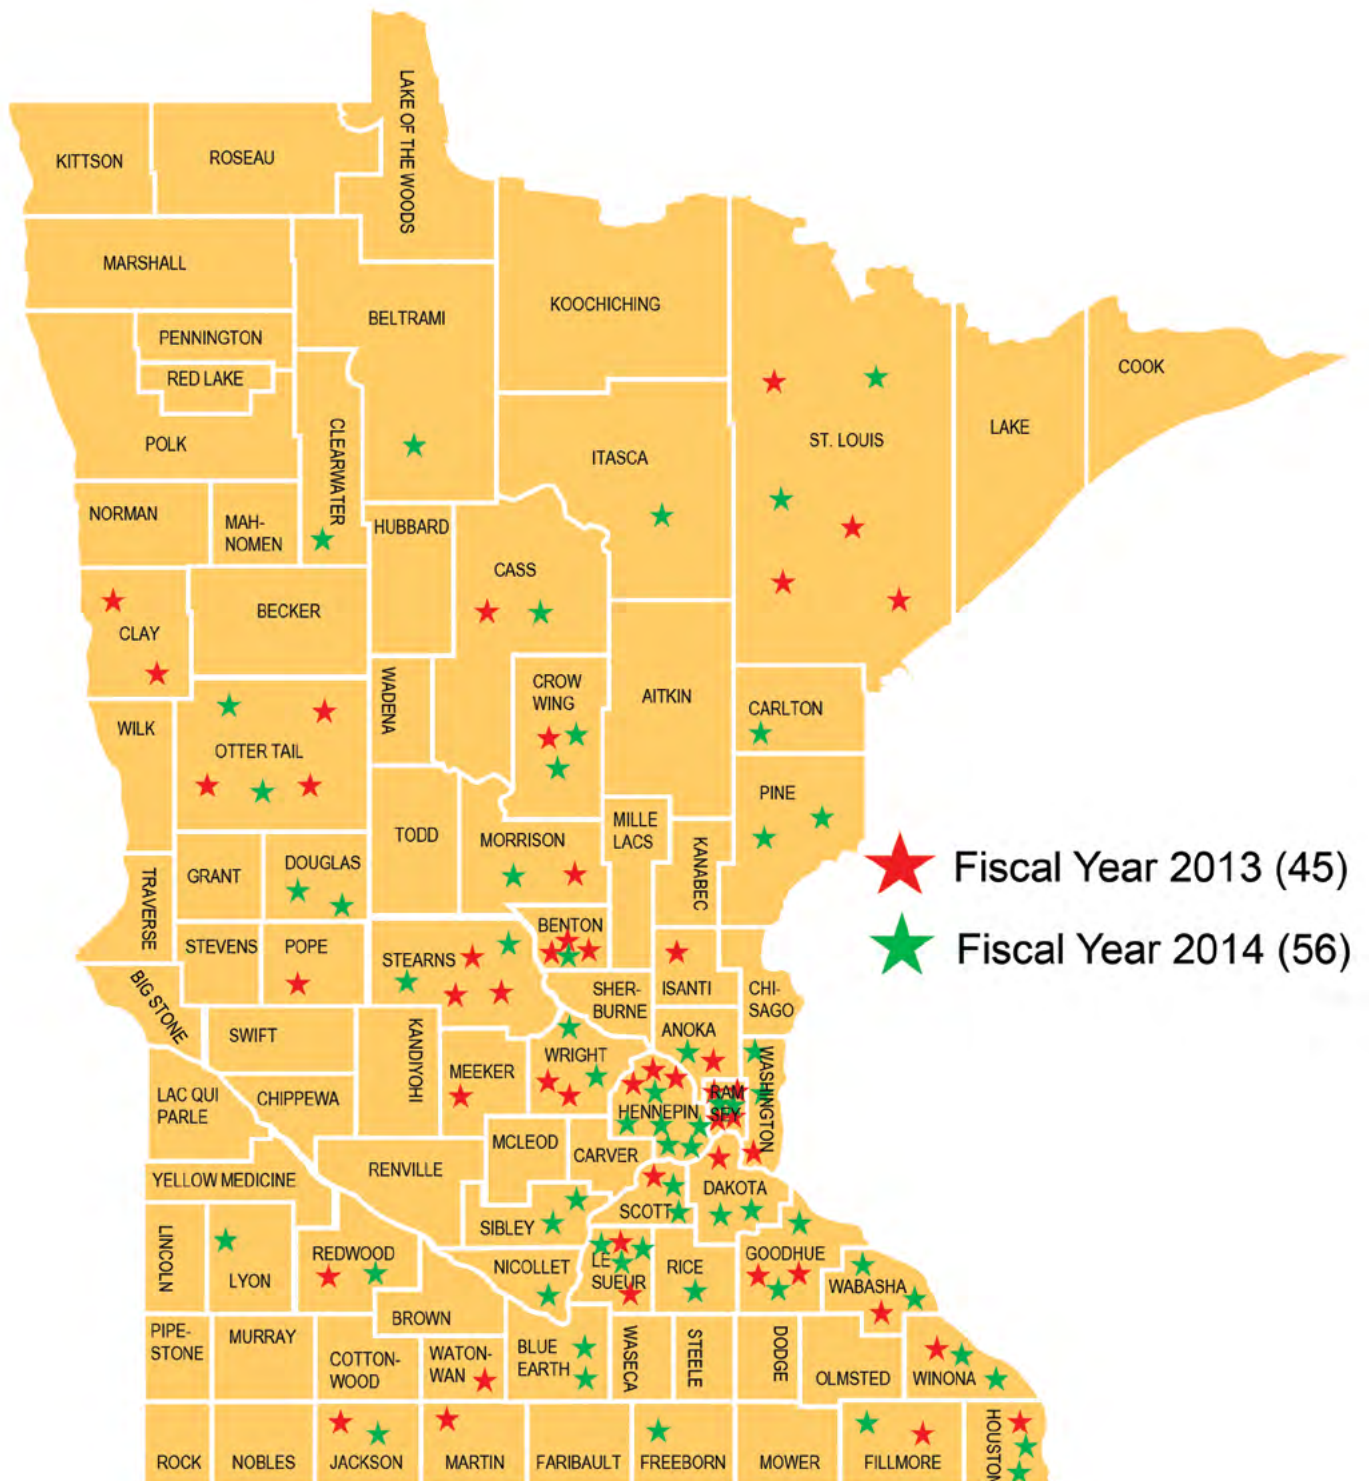 LAKE OF THE WOODS
KITTSON
ROSEAU
MARSHALL
BELTRAMI
KOOCHICHING
PENNINGTON
RED LAKE
COOK
POLK
CLEARWATER
ITASCA
ST. LOUIS
LAKE
NORMAN
MAH-
NOMEN
HUBBARD
CASS
BECKER
CLAY
WADENA
CROW
WING
AITKIN
CARLTON
WILK
OTTER TAIL
PINE
TODD
MORRISON
MILLE
LACS
KANABEC
GRANT
DOUGLAS
Fiscal Year 2013 (45)
TRAVERSE
STEVENS
POPE
STEARNS
BENTON
Fiscal Year 2014 (56)
BIG STONE
SHER-
BURNE
ISANTI
CHI-
SAGO
SWIFT
KANDIYOHI
ANOKA
WRIGHT
WASHINGTON
MEEKER
LAC QUI
PARLE
CHIPPEWA
HENNEPIN
RAM
SEY
MCLEOD
CARVER
RENVILLE
YELLOW MEDICINE
DAKOTA
SCOTT
SIBLEY
LINCOLN
LYON
REDWOOD
NICOLLET
LE
SUEUR
RICE
GOODHUE
WABASHA
BROWN
PIPE-
STONE
MURRAY
COTTON-
WOOD
WATON-
WAN
BLUE
EARTH
WASECA
STEELE
DODGE
OLMSTED
WINONA
ROCK
NOBLES
JACKSON
MARTIN
FARIBAULT
FREEBORN
MOWER
FILLMORE
HOUSTON